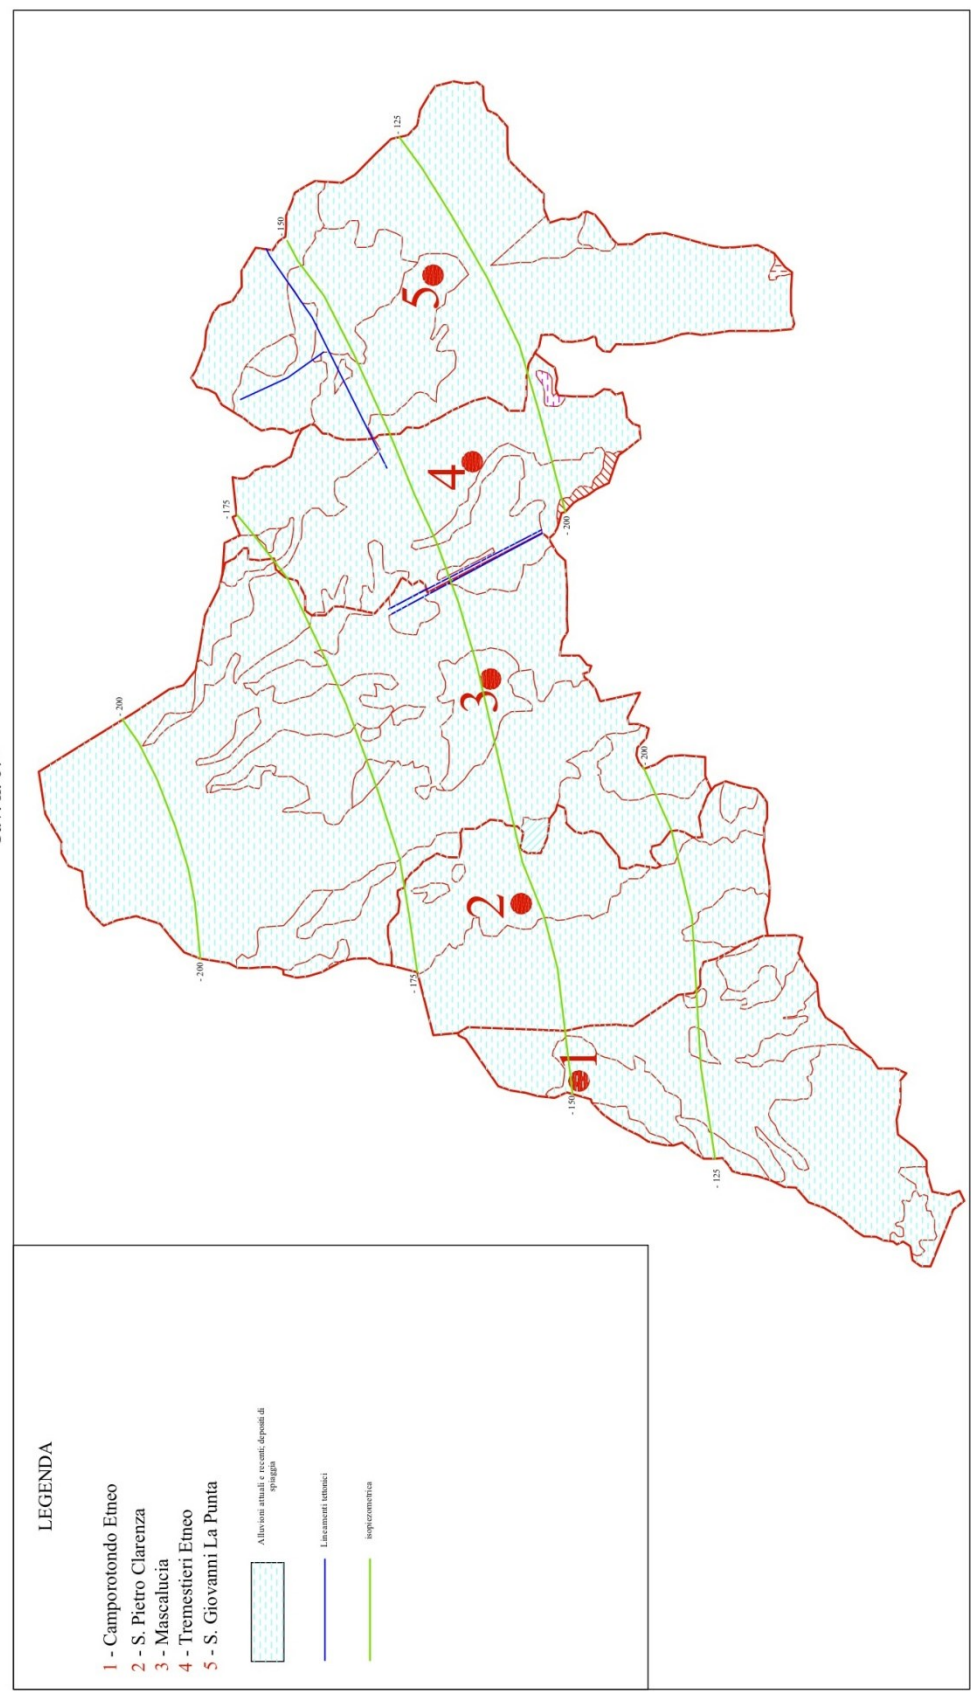 LEGENDA
1 - Camporotondo Etneo
2 - S. Pietro Clarenza
3 - Mascalucia
4 - Tremestieri Etneo
5 - S. Giovanni La Punta
Alluvioni attuali e recenti; depositi di
spiaggia
Lineamenti tettonici
isopiezometrica
- 200
- 200
- 175
- 175
- 150
- 150
- 125
- 125
- 200
- 200
1
2
3
4
5